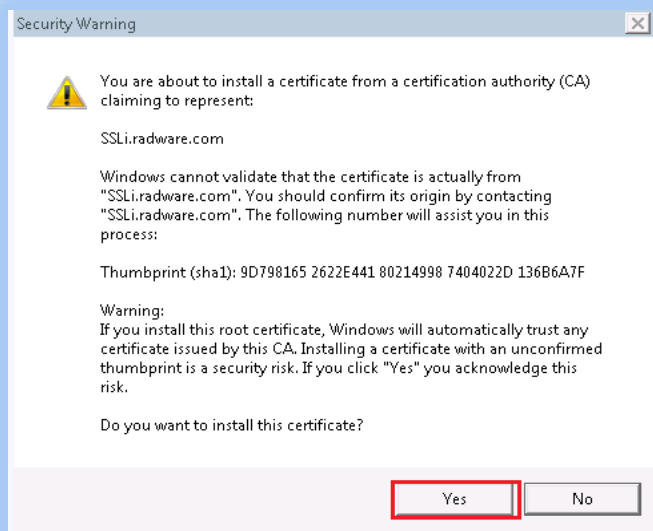 Security Warning
You are about to install a certificate from a certification authority (CA)
claiming to represent:
SSLi.radware.com
Windows cannot validate that the certificate is actually from
"SSLi.radware.com". You should confirm its origin by contacting
"SSLi.radware.com". The following number will assist you in this
process:
Thumbprint (sha1): 9D798165 2622E441 80214998 7404022D 136B6A7F
Warning:
If you install this root certificate, Windows will automatically trust any
certificate issued by this CA. Installing a certificate with an unconfirmed
thumbprint is a security risk. If you click "Yes" you acknowledge this
risk.
Do you want to install this certificate?
Yes No